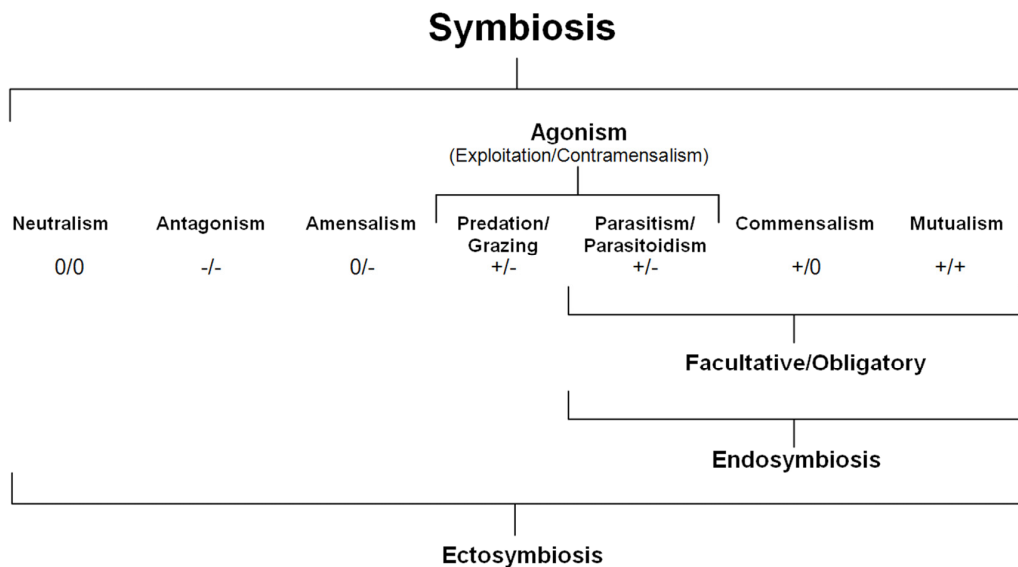 Symbiosis
Agonism
(Exploitation/Contramensalism)
Neutralism
Antagonism
Amensalism
Predation/
Grazing
Parasitism/
Parasitoidism
Commensalism
Mutualism
0/0
-/-
0/-
+/-
+/-
+/0
+/+
Facultative/Obligatory
Endosymbiosis
Ectosymbiosis